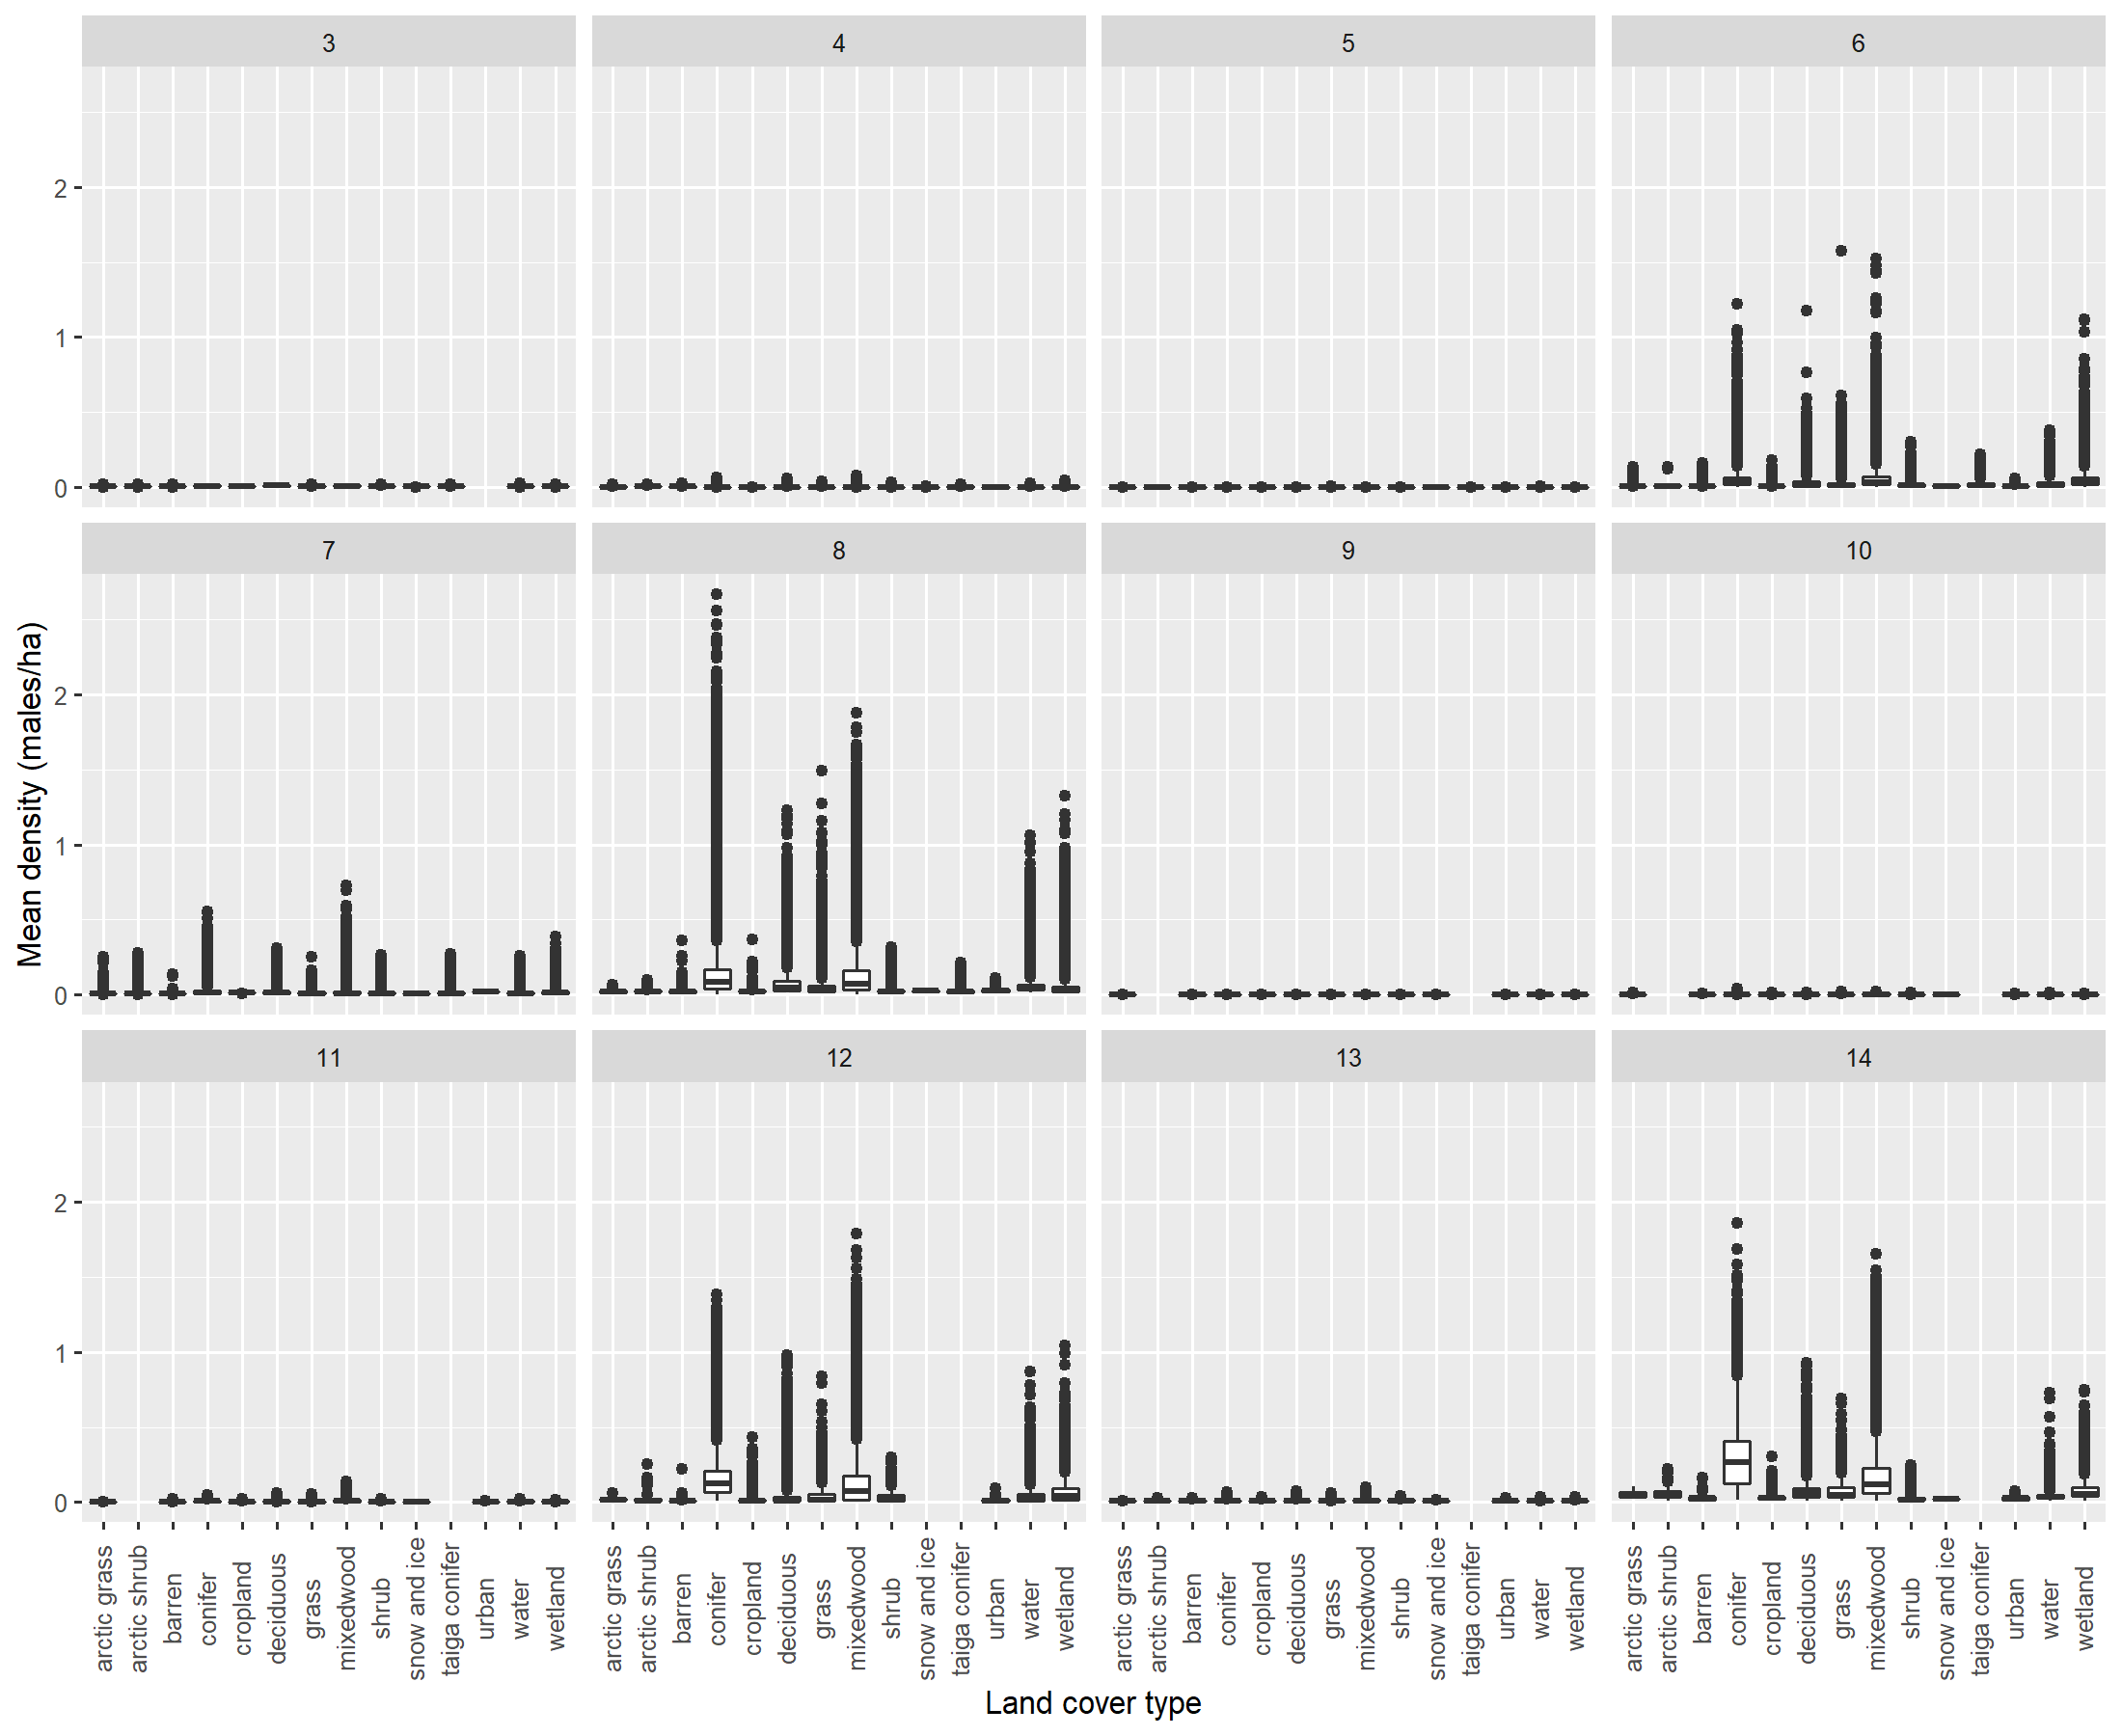 3 4 5 6
2
1
0
7 8 9 10
2
1
0
11 12 13 14
2
1
0
Mean density (males/ha)
arctic grass arctic shrub barren conifer cropland deciduous grass mixedwood shrub snow and ice taiga conifer urban water wetland
arctic grass arctic shrub barren conifer cropland deciduous grass mixedwood shrub snow and ice taiga conifer urban water wetland
arctic grass arctic shrub barren conifer cropland deciduous grass mixedwood shrub snow and ice taiga conifer urban water wetland
arctic grass arctic shrub barren conifer cropland deciduous grass mixedwood shrub snow and ice taiga conifer urban water wetland
Land cover type